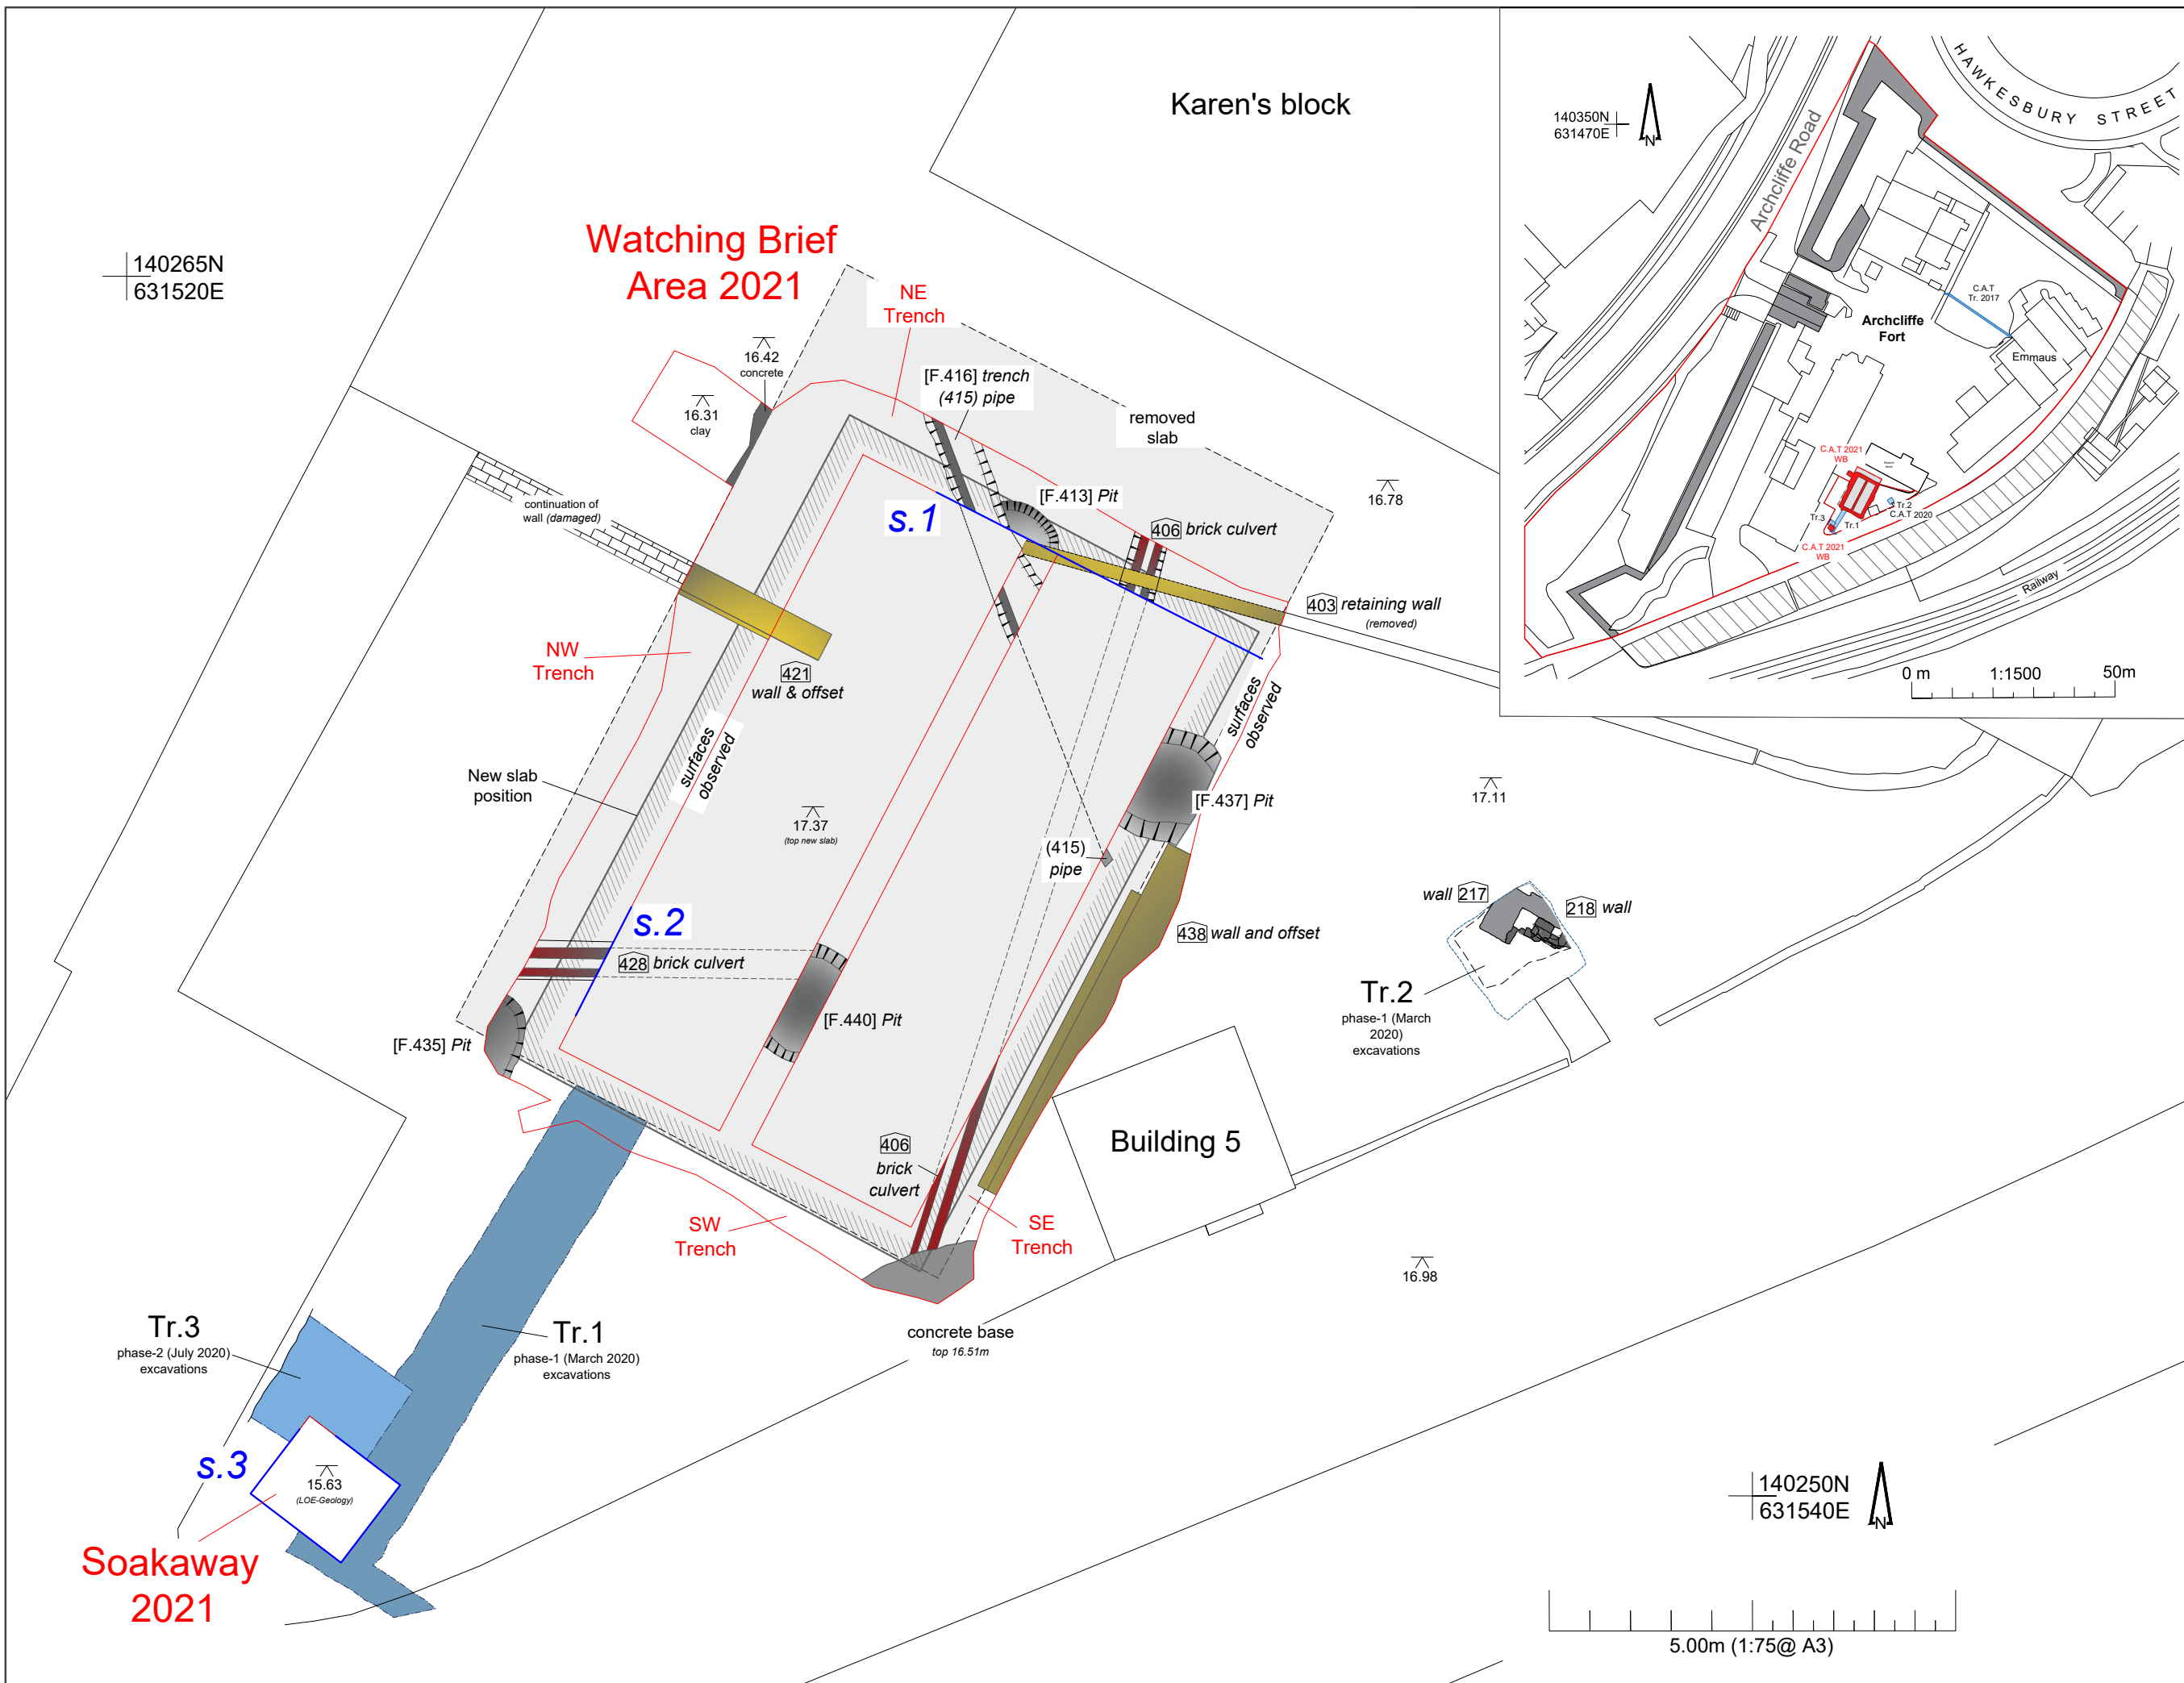 Karen's block
140265N
631520E
Watching Brief
Area 2021
NE
Trench
16.42
concrete
16.31
clay
[F.416] trench
(415) pipe
removed
slab
[F.413] Pit
16.78
s.1
406 brick culvert
continuation of
wall (damaged)
403 retaining wall
(removed)
NW
Trench
421
wall & offset
surfaces
observed
surfaces
observed
New slab
position
17.37
(top new slab)
17.11
[F.437] Pit
(415)
pipe
wall 217
218 wall
s.2
438 wall and offset
428 brick culvert
Tr.2
phase-1 (March
2020)
excavations
[F.440] Pit
[F.435] Pit
Building 5
406
brick
culvert
SW
Trench
SE
Trench
16.98
concrete base
top 16.51m
Tr.3
phase-2 (July 2020)
excavations
Tr.1
phase-1 (March 2020)
excavations
s.3
15.63
(LOE-Geology)
Soakaway
2021
140250N
631540E
N
5.00m (1:75@ A3)
HAWKESBURY STREET
140350N
631470E
N
Archcliffe Road
C.A.T
Tr. 2017
Archcliffe
Fort
Emmaus
C.A.T 2021
WB
Tr.2
C.A.T 2020
Tr.3
Tr.1
C.A.T 2021
WB
Railway
0 m 1:1500 50m